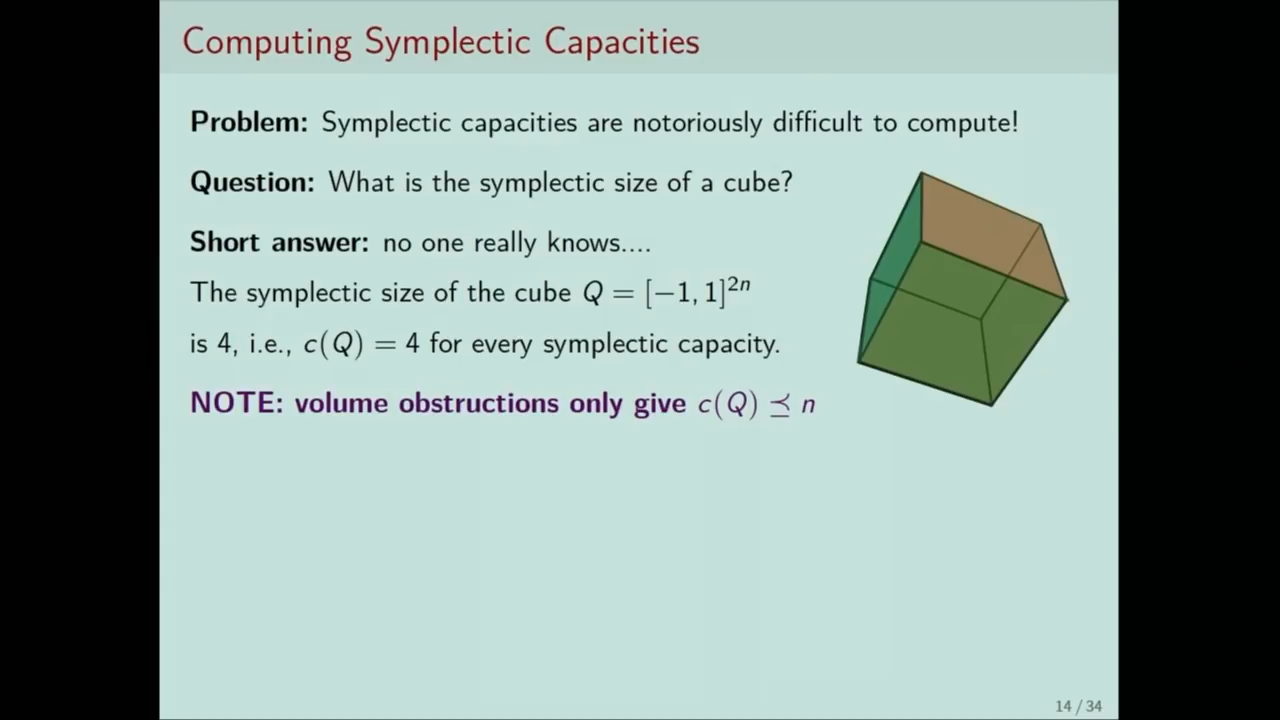 Computing Symplectic Capacities
Problem: Symplectic capacities are notoriously difficult to compute!
Question: What is the symplectic size of a cube?
Short answer: no one really knows....
The symplectic size of the cube Q = [−1, 1]²ⁿ
is 4, i.e., c(Q) = 4 for every symplectic capacity.
NOTE: volume obstructions only give c(Q) ⪯ n
14 / 34